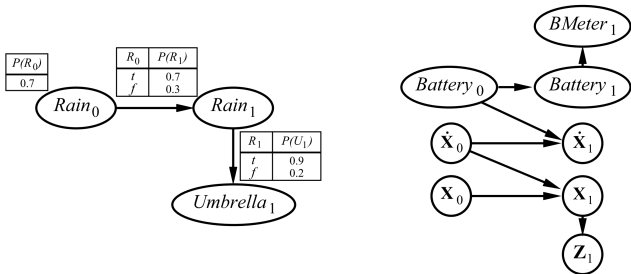 P(R₀)
0.7
R₀ P(R₁)
t 0.7
f 0.3
Rain₀
Rain₁
R₁ P(U₁)
t 0.9
f 0.2
Umbrella₁
BMeter₁
Battery₀
Battery₁
Ẋ₀
Ẋ₁
X₀
X₁
Z₁